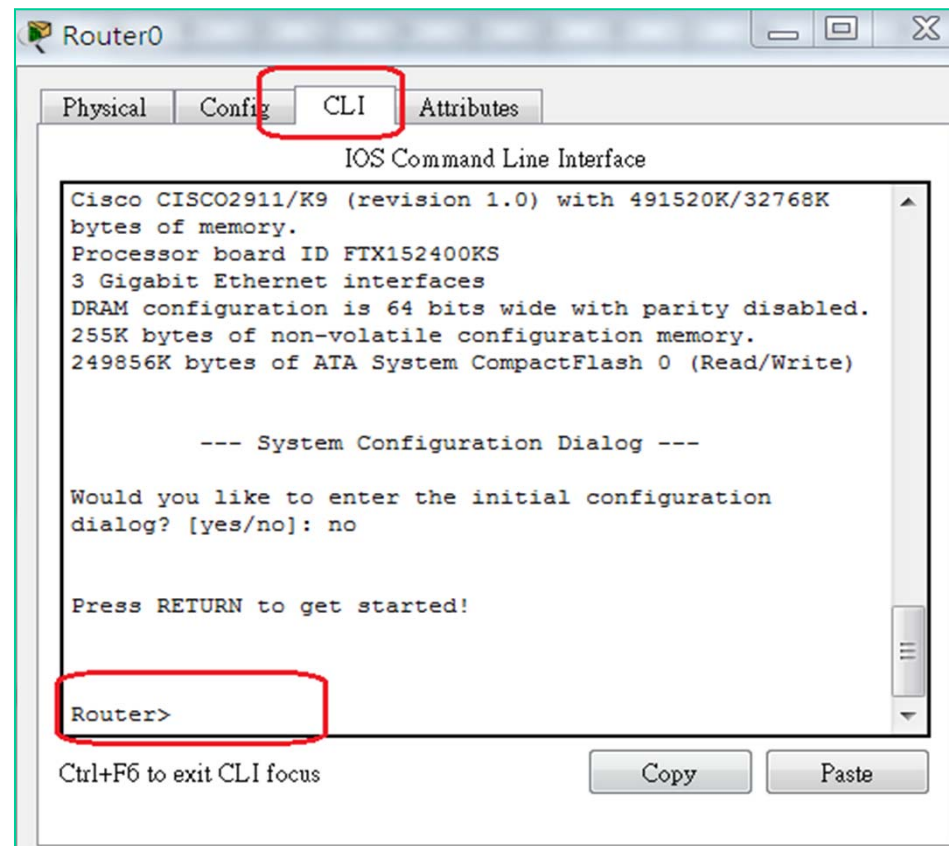 Router0
Physical Config CLI Attributes
IOS Command Line Interface
Cisco CISCO2911/K9 (revision 1.0) with 491520K/32768K
bytes of memory.
Processor board ID FTX152400KS
3 Gigabit Ethernet interfaces
DRAM configuration is 64 bits wide with parity disabled.
255K bytes of non-volatile configuration memory.
249856K bytes of ATA System CompactFlash 0 (Read/Write)
--- System Configuration Dialog ---
Would you like to enter the initial configuration
dialog? [yes/no]: no
Press RETURN to get started!
Router>
Ctrl+F6 to exit CLI focus
Copy Paste